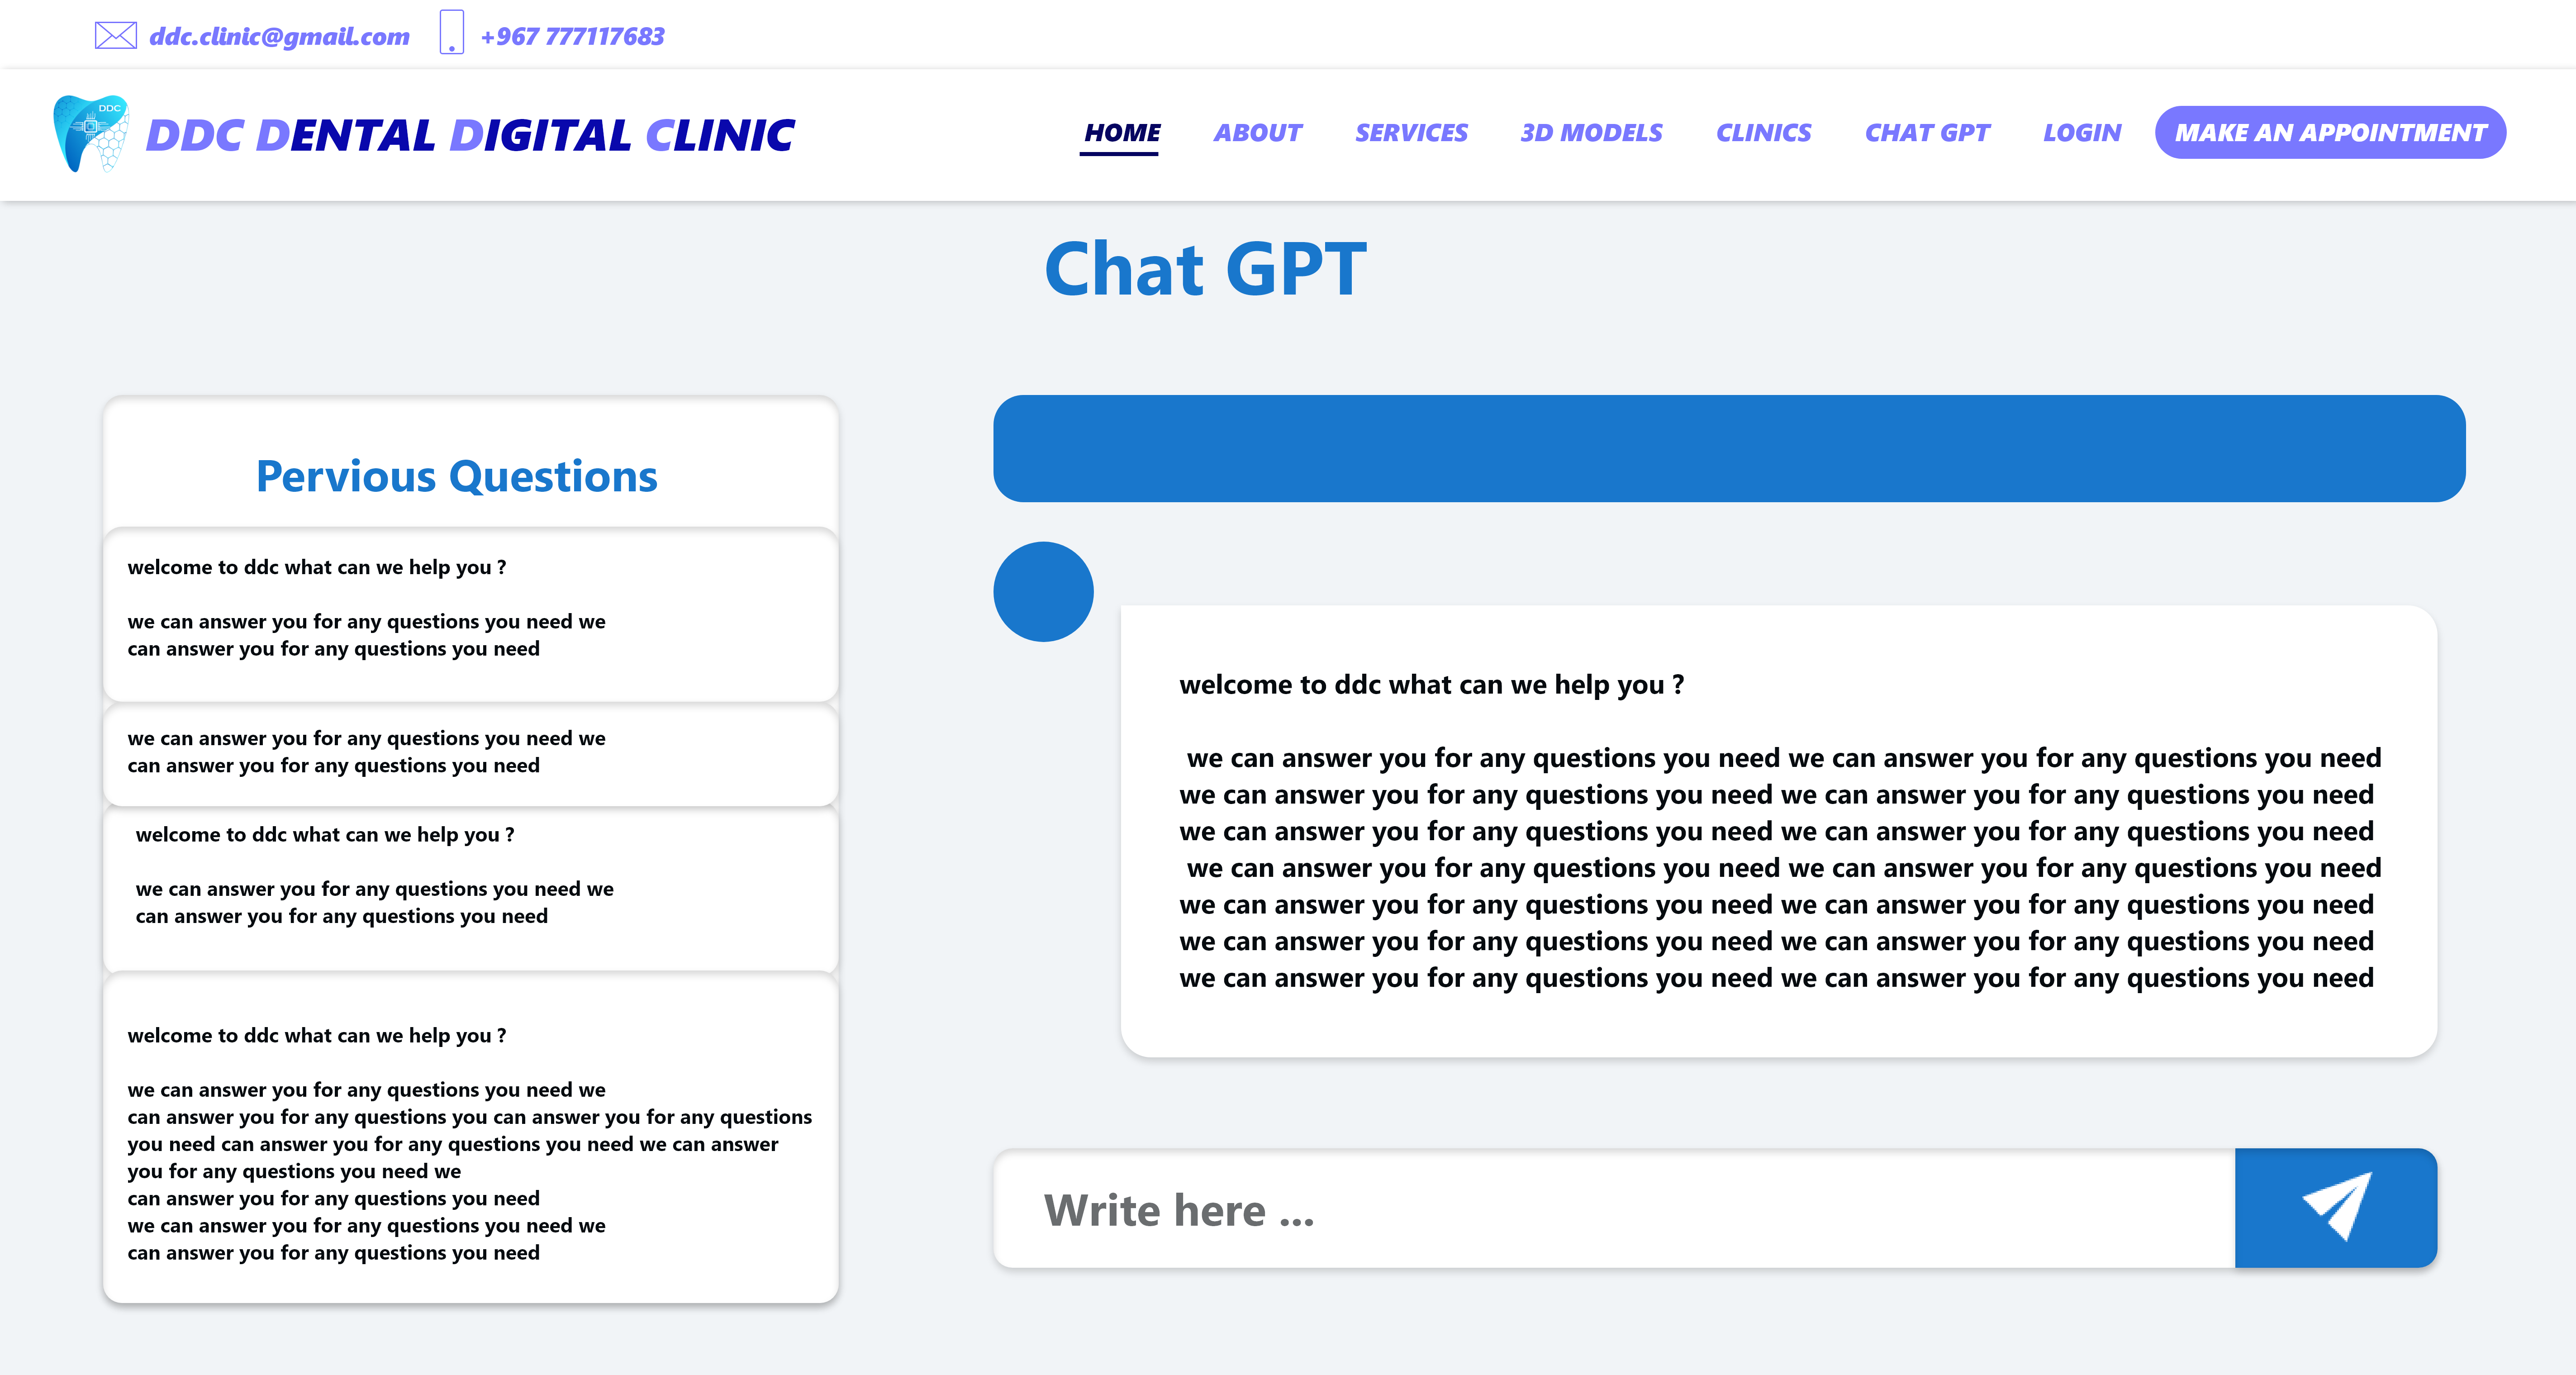 ddc.clinic@gmail.com +967 777117683
DDC
DDC DENTAL DIGITAL CLINIC
HOME ABOUT SERVICES 3D MODELS CLINICS CHAT GPT LOGIN MAKE AN APPOINTMENT
Chat GPT
Pervious Questions
welcome to ddc what can we help you ?
we can answer you for any questions you need we
can answer you for any questions you need
we can answer you for any questions you need we
can answer you for any questions you need
welcome to ddc what can we help you ?
we can answer you for any questions you need we
can answer you for any questions you need
welcome to ddc what can we help you ?
we can answer you for any questions you need we
can answer you for any questions you can answer you for any questions
you need can answer you for any questions you need we can answer
you for any questions you need we
can answer you for any questions you need
we can answer you for any questions you need we
can answer you for any questions you need
welcome to ddc what can we help you ?
we can answer you for any questions you need we can answer you for any questions you need
we can answer you for any questions you need we can answer you for any questions you need
we can answer you for any questions you need we can answer you for any questions you need
we can answer you for any questions you need we can answer you for any questions you need
we can answer you for any questions you need we can answer you for any questions you need
we can answer you for any questions you need we can answer you for any questions you need
we can answer you for any questions you need we can answer you for any questions you need
Write here ...